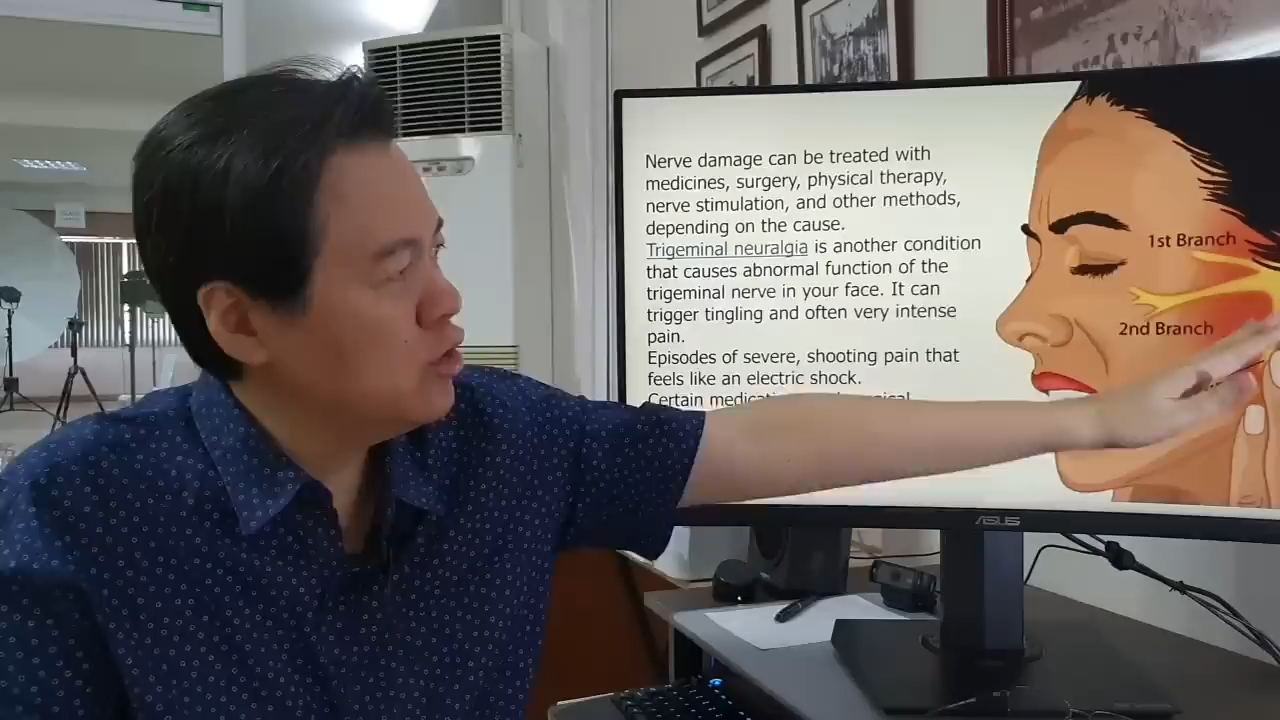 Nerve damage can be treated with
medicines, surgery, physical therapy,
nerve stimulation, and other methods,
depending on the cause.
Trigeminal neuralgia is another condition
that causes abnormal function of the
trigeminal nerve in your face. It can
trigger tingling and often very intense
pain.
Episodes of severe, shooting pain that
feels like an electric shock.
Certain
1st Branch
2nd Branch
ASUS